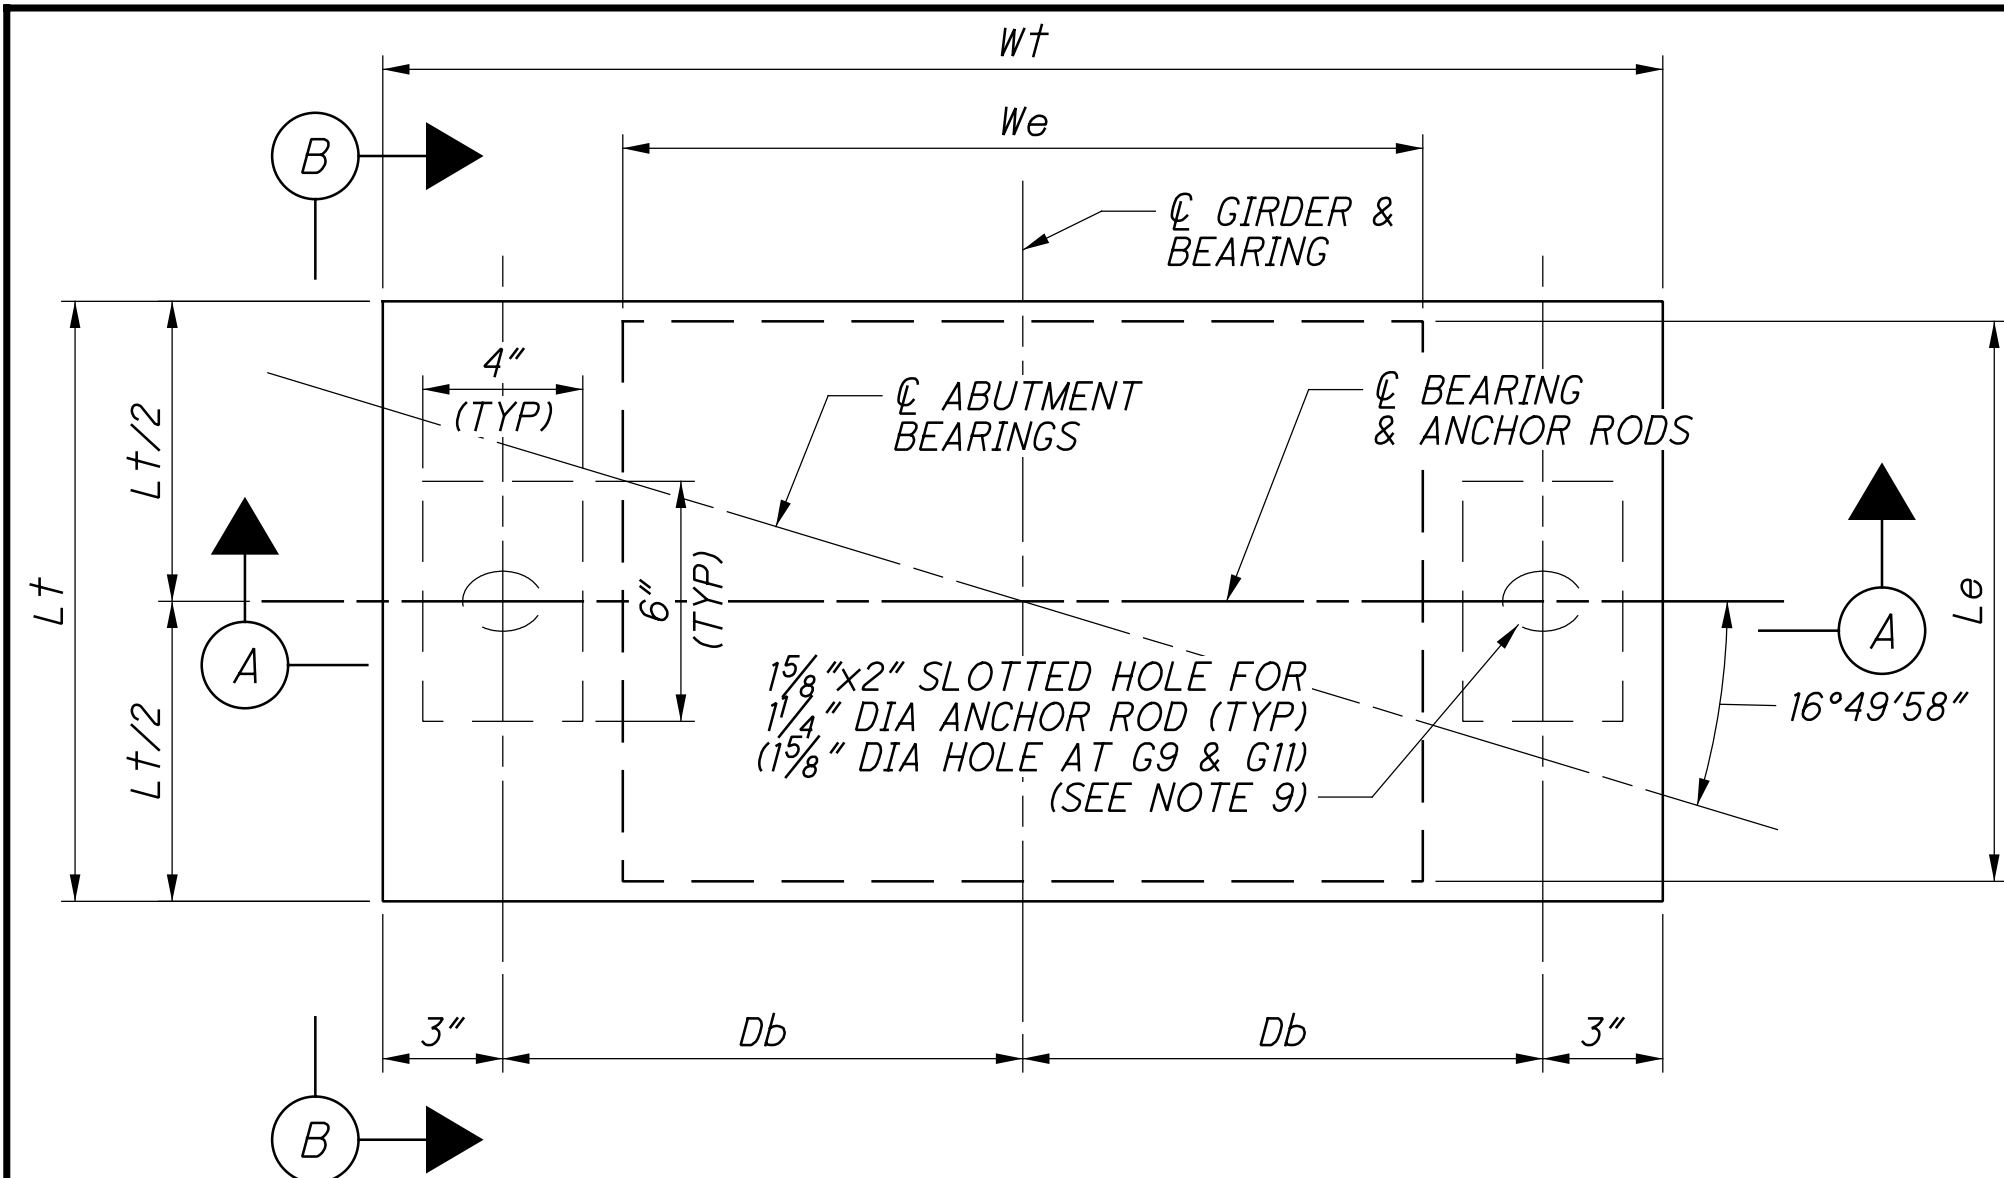 Wt
We
B
℄ GIRDER &
BEARING
4"
(TYP)
℄ ABUTMENT
BEARINGS
℄ BEARING
& ANCHOR RODS
Lt/2
Lt
Lt/2
A
6"
(TYP)
A
Le
1⅝"x2" SLOTTED HOLE FOR
1¼" DIA ANCHOR ROD (TYP)
(1⅝" DIA HOLE AT G9 & G11)
(SEE NOTE 9)
16°49'58"
3"
Db
Db
3"
B